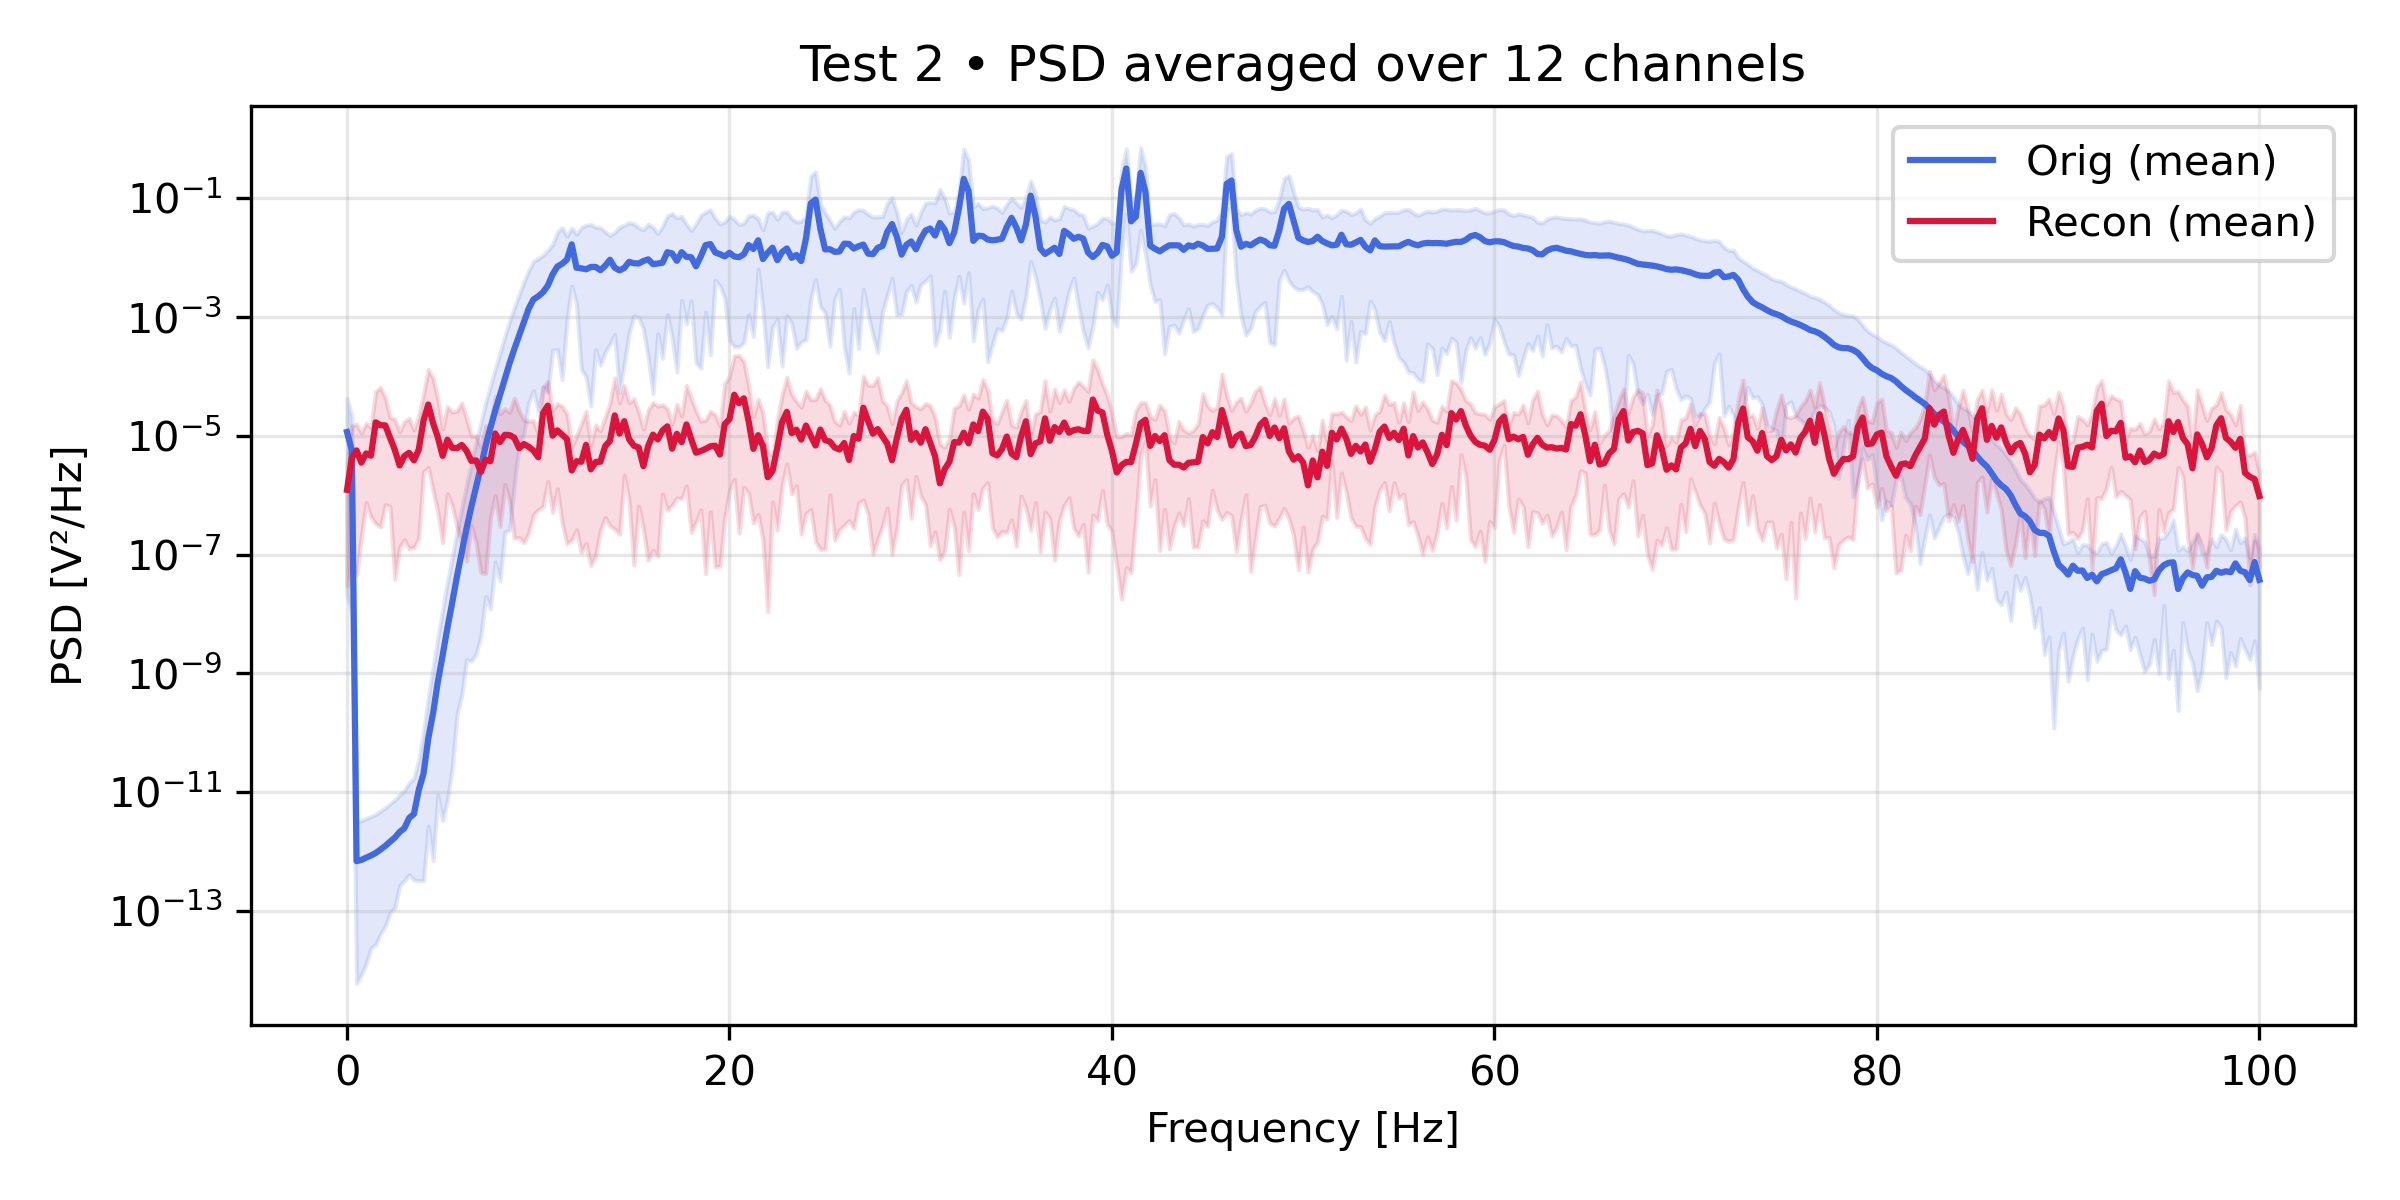 Test 2 • PSD averaged over 12 channels
Orig (mean)
Recon (mean)
PSD [V²/Hz]
10⁻¹
10⁻³
10⁻⁵
10⁻⁷
10⁻⁹
10⁻¹¹
10⁻¹³
0 20 40 60 80 100
Frequency [Hz]